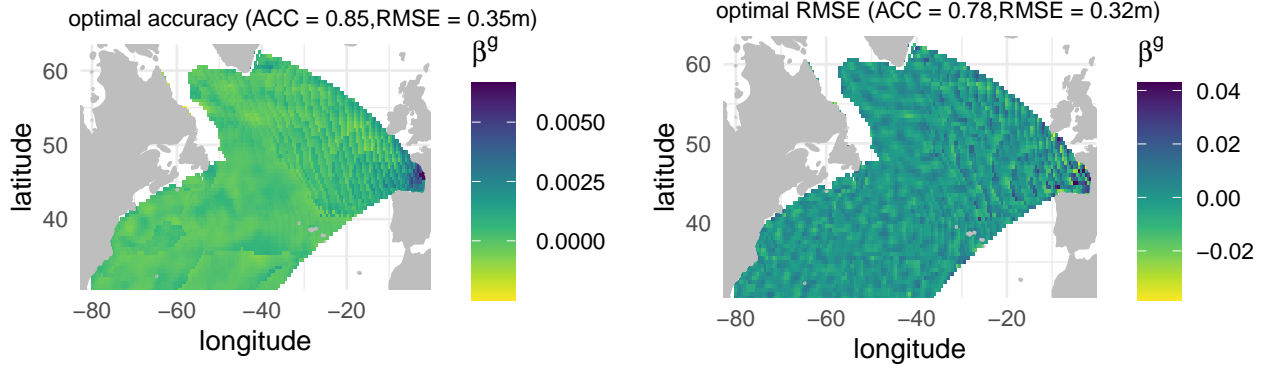 optimal accuracy (ACC = 0.85,RMSE = 0.35m)
βg
60
50
40
latitude
−80
−60
−40
−20
longitude
0.0050
0.0025
0.0000
optimal RMSE (ACC = 0.78,RMSE = 0.32m)
βg
60
50
40
latitude
−80
−60
−40
−20
longitude
0.04
0.02
0.00
−0.02